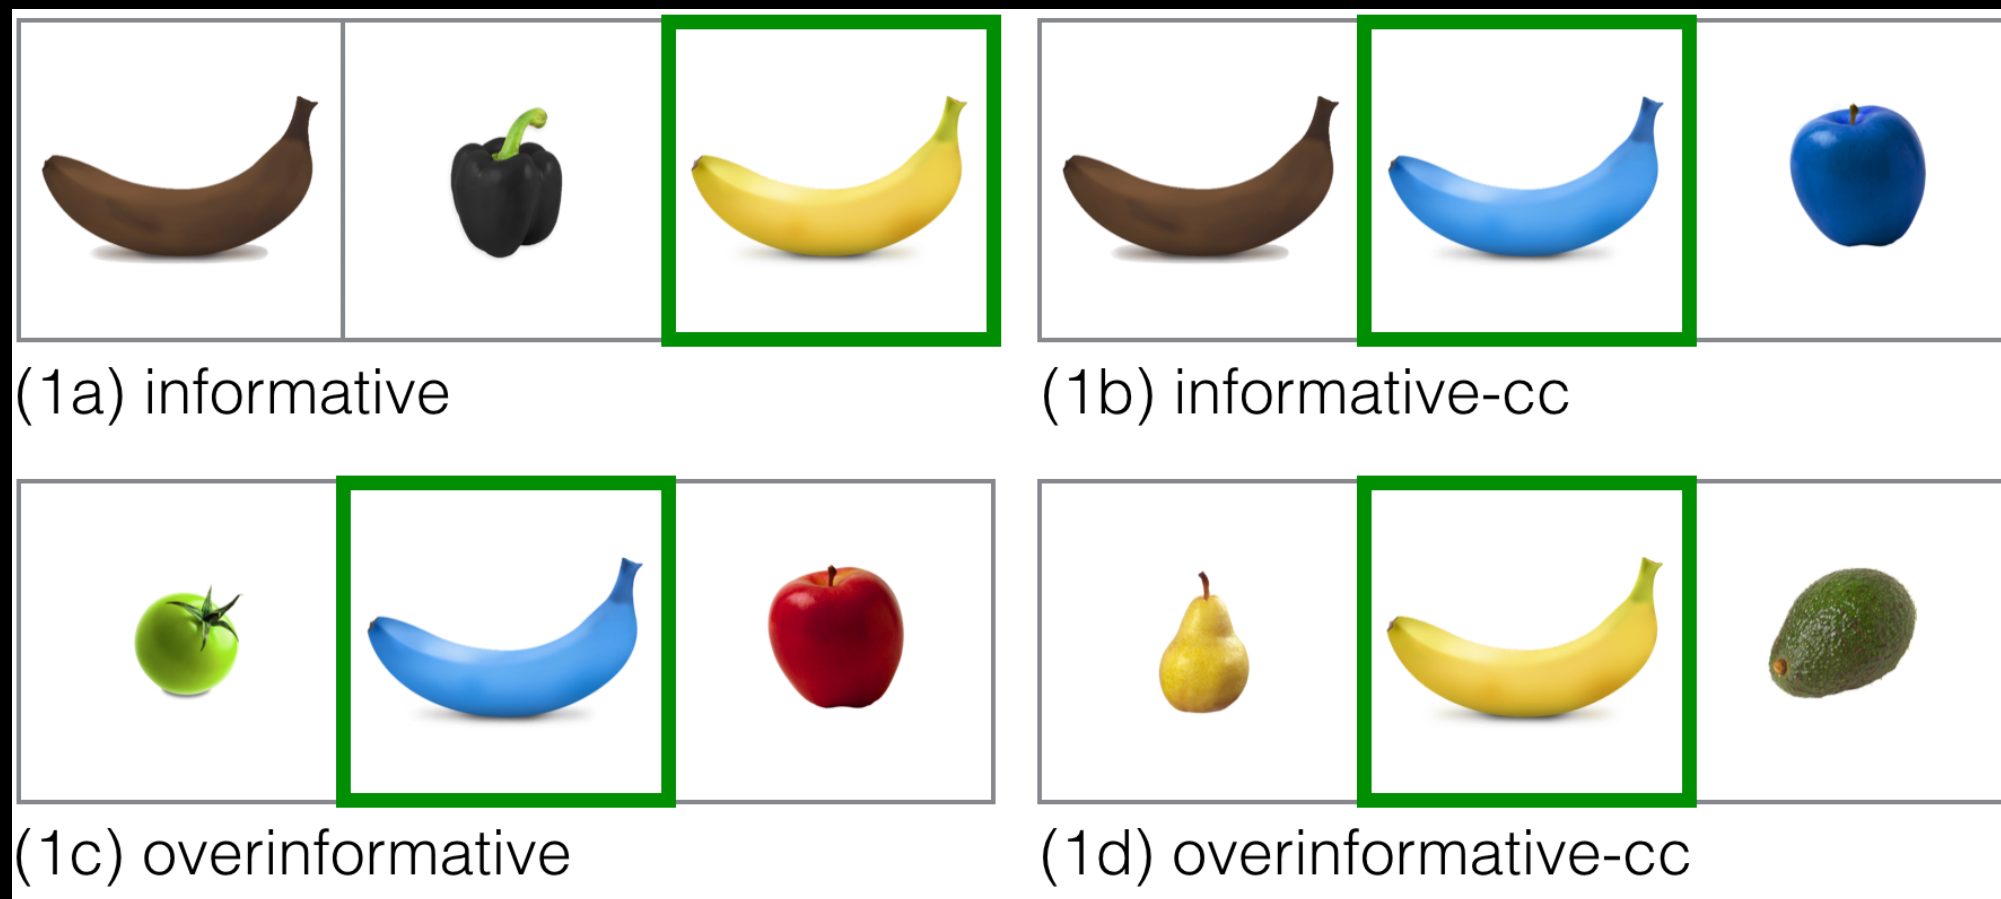 (1a) informative
(1b) informative-cc
(1c) overinformative
(1d) overinformative-cc